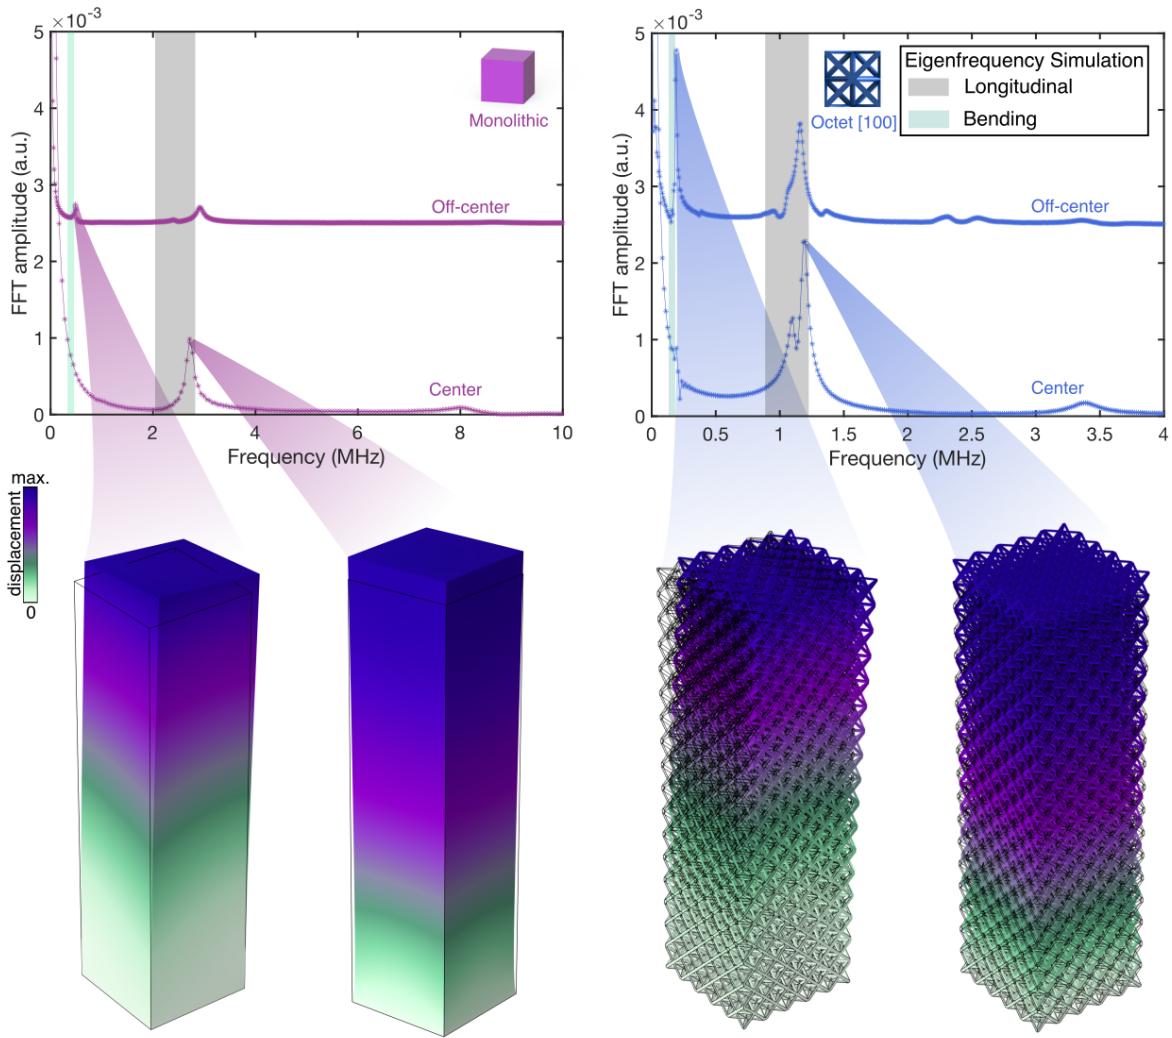 ×10⁻³
5
4
3
2
1
0
FFT amplitude (a.u.)
Monolithic
Off-center
Center
0
2
4
6
8
10
Frequency (MHz)
×10⁻³
5
4
3
2
1
0
FFT amplitude (a.u.)
Octet [100]
Eigenfrequency Simulation
Longitudinal
Bending
Off-center
Center
0
0.5
1
1.5
2
2.5
3
3.5
4
Frequency (MHz)
max.
displacement
0